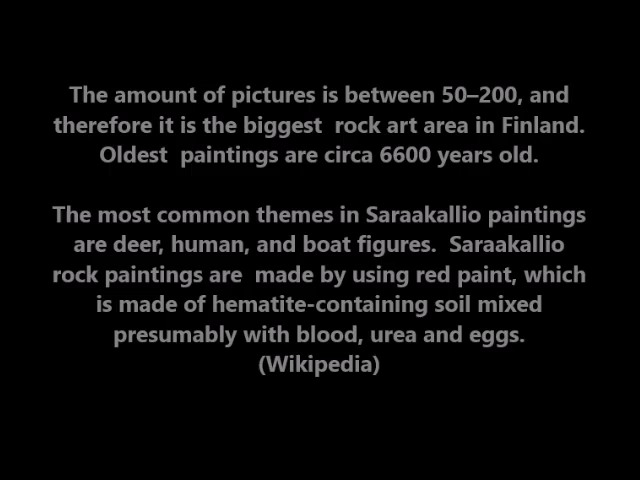 The amount of pictures is between 50–200, and
therefore it is the biggest  rock art area in Finland.
Oldest  paintings are circa 6600 years old.
The most common themes in Saraakallio paintings
are deer, human, and boat figures.  Saraakallio
rock paintings are  made by using red paint, which
is made of hematite-containing soil mixed
presumably with blood, urea and eggs.
(Wikipedia)